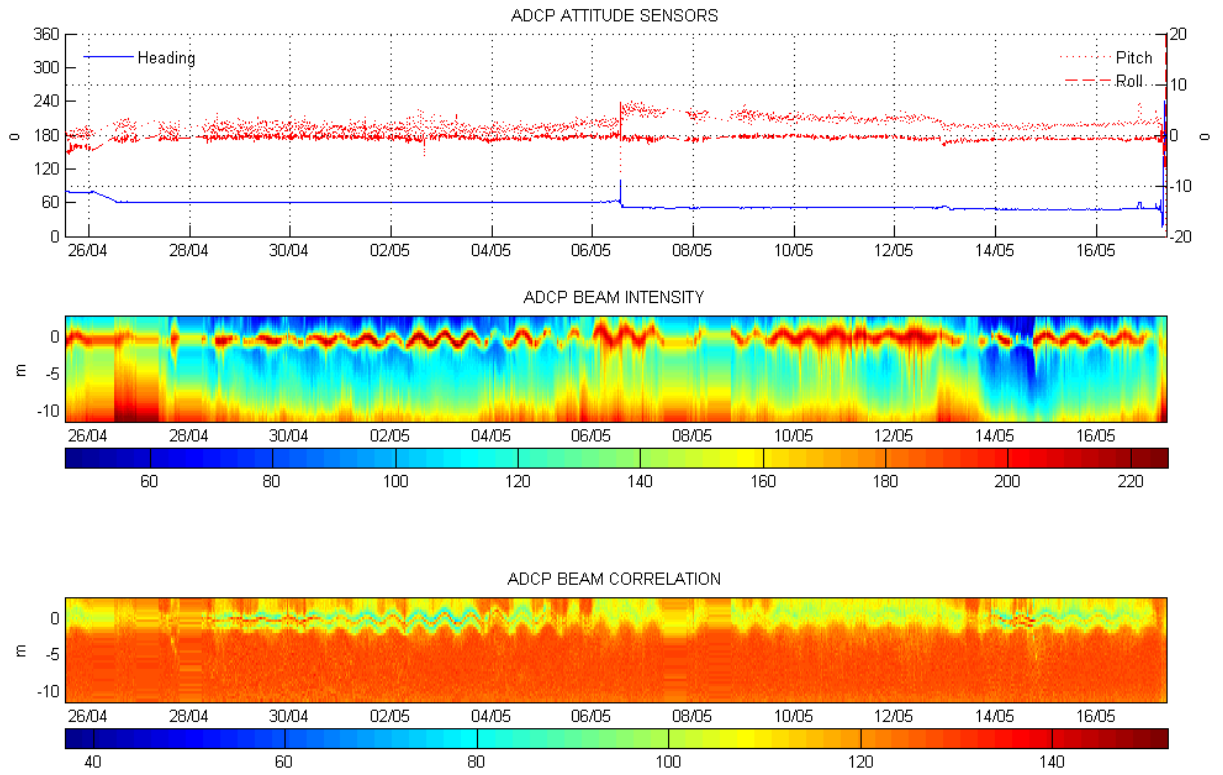 ADCP ATTITUDE SENSORS
360 20
Heading Pitch
300 Roll
240 10
180 0
120
60 -10
0 -20
0 0
26/04 28/04 30/04 02/05 04/05 06/05 08/05 10/05 12/05 14/05 16/05
ADCP BEAM INTENSITY
0
-5
-10
m
26/04 28/04 30/04 02/05 04/05 06/05 08/05 10/05 12/05 14/05 16/05
60 80 100 120 140 160 180 200 220
ADCP BEAM CORRELATION
0
-5
-10
m
26/04 28/04 30/04 02/05 04/05 06/05 08/05 10/05 12/05 14/05 16/05
40 60 80 100 120 140